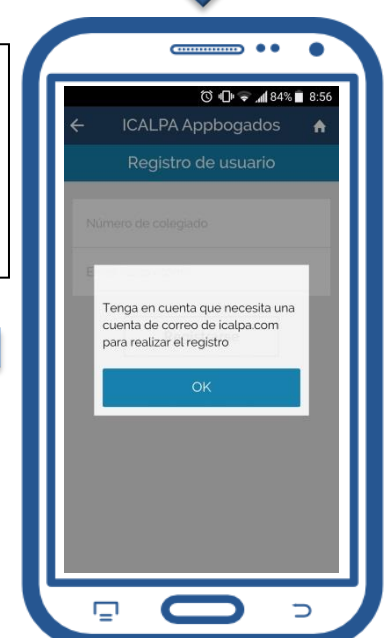 84% 8:56
ICALPA Appbogados
Registro de usuario
Número de colegiado
E
Tenga en cuenta que necesita una
cuenta de correo de icalpa.com
para realizar el registro
OK